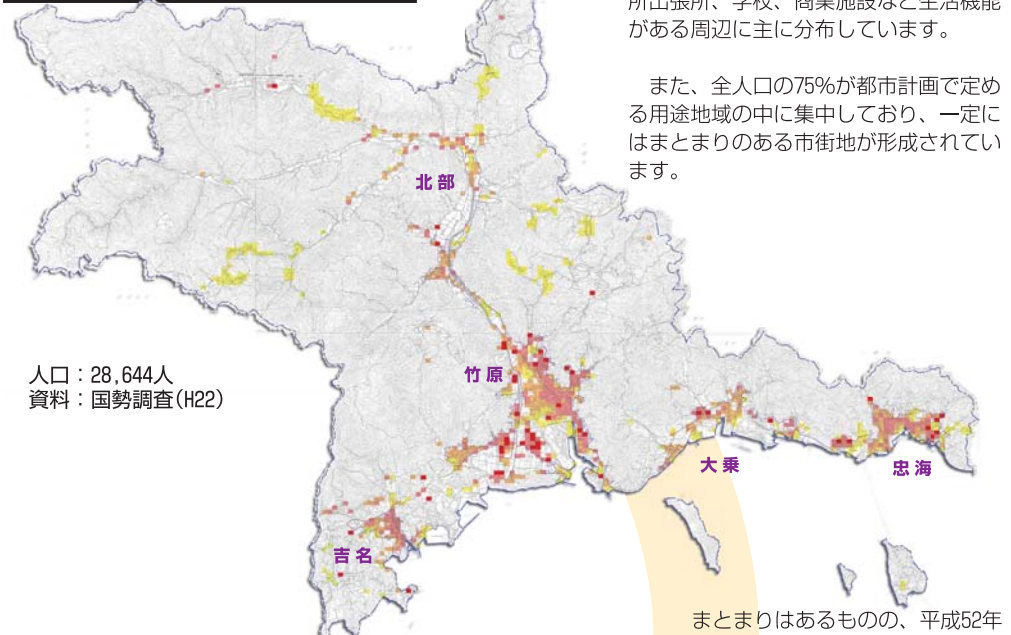 所出張所、学校、商業施設など生活機能
がある周辺に主に分布しています。
また、全人口の75%が都市計画で定め
る用途地域の中に集中しており、一定に
はまとまりのある市街地が形成されてい
ます。
北部
人口：28,644人
資料：国勢調査(H22)
竹原
大乗
忠海
吉名
まとまりはあるものの、平成52年